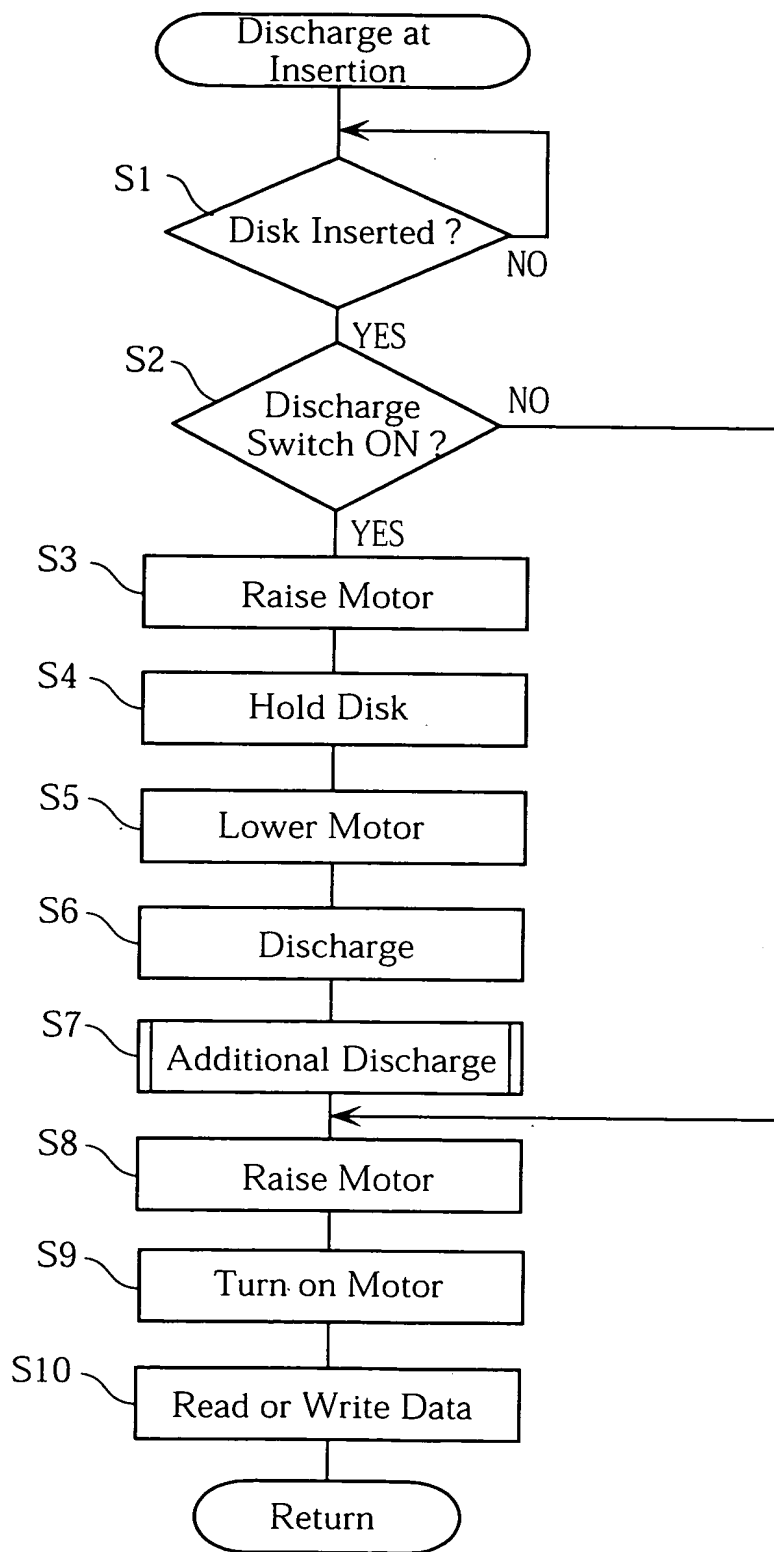 Discharge at
Insertion
S1
Disk Inserted ?
NO
YES
S2
Discharge
Switch ON ?
NO
YES
S3
Raise Motor
S4
Hold Disk
S5
Lower Motor
S6
Discharge
S7
Additional Discharge
S8
Raise Motor
S9
Turn on Motor
S10
Read or Write Data
Return